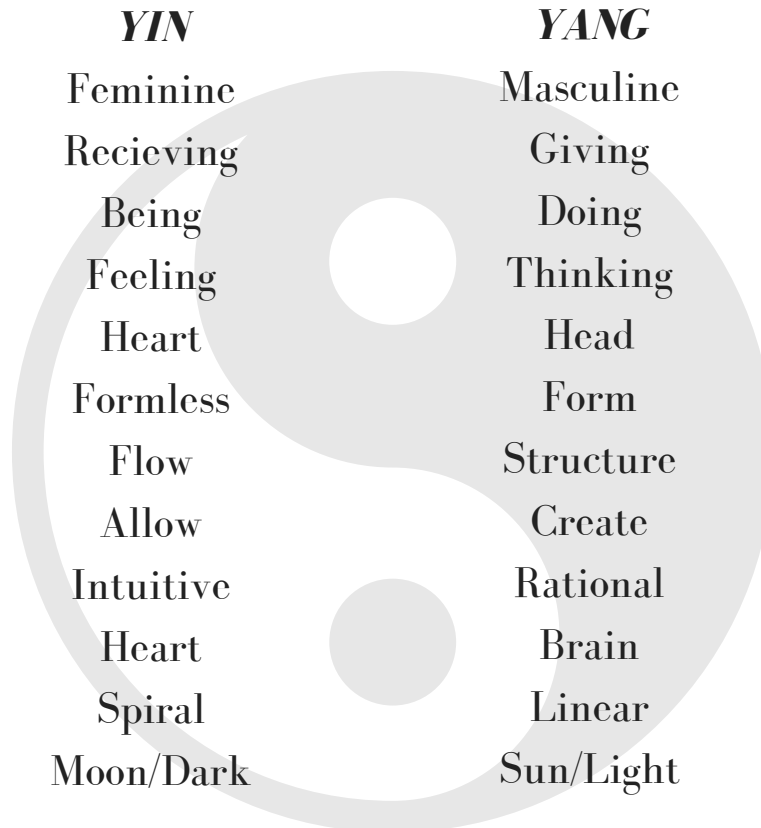 YIN YANG
Feminine Masculine
Recieving Giving
Being Doing
Feeling Thinking
Heart Head
Formless Form
Flow Structure
Allow Create
Intuitive Rational
Heart Brain
Spiral Linear
Moon/Dark Sun/Light